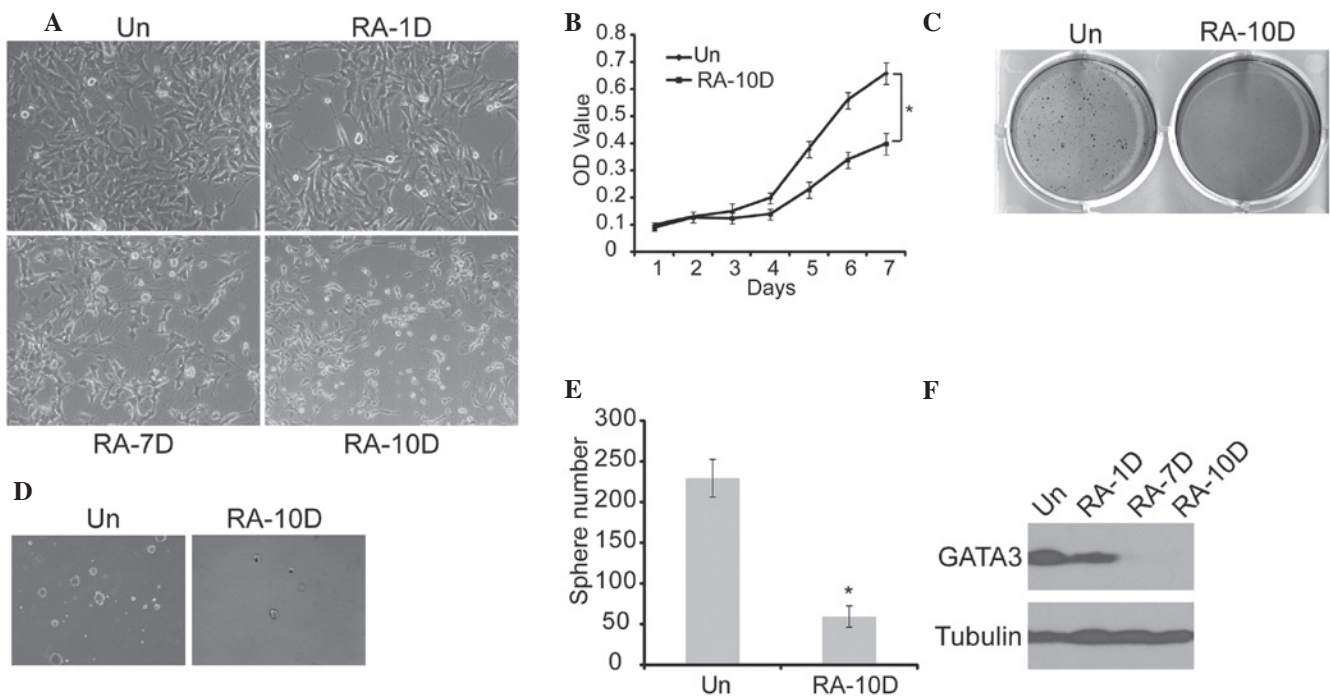 A
Un
RA-1D
RA-7D
RA-10D
B
OD Value
0.8
0.7
0.6
0.5
0.4
0.3
0.2
0.1
0
Un
RA-10D
*
1 2 3 4 5 6 7
Days
C
Un
RA-10D
D
Un
RA-10D
E
Sphere number
300
250
200
150
100
50
0
*
Un
RA-10D
F
Un
RA-1D
RA-7D
RA-10D
GATA3
Tubulin